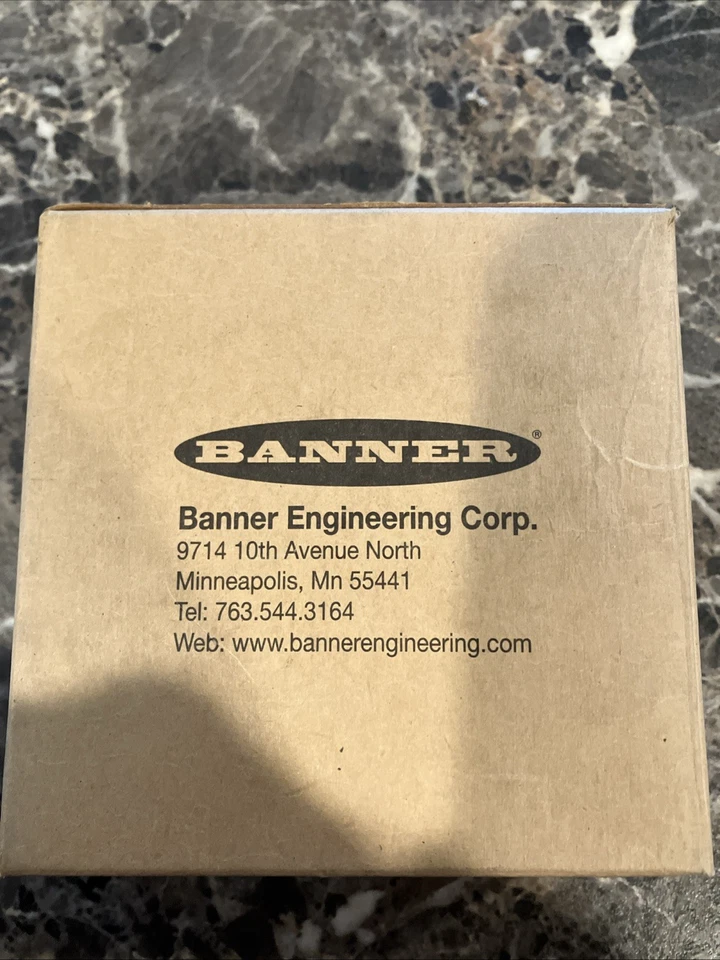 BANNER®
Banner Engineering Corp.
9714 10th Avenue North
Minneapolis, Mn 55441
Tel: 763.544.3164
Web: www.bannerengineering.com